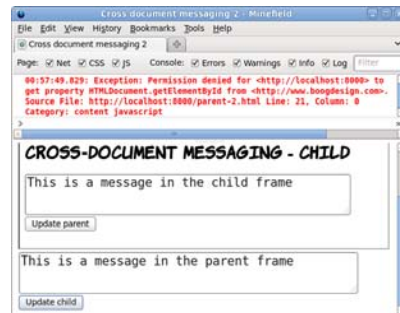 Cross document messaging 2 - Minefield
File Edit View History Bookmarks Tools Help
Cross document messaging 2
Page: Net CSS JS Console: Errors Warnings Info Log Filter
00:57:49.829: Exception: Permission denied for <http://localhost:8000> to
get property HTMLDocument.getElementById from <http://www.boogdesign.com>.
Source File: http://localhost:8000/parent-2.html Line: 21, Column: 0
Category: content javascript
>
CROSS-DOCUMENT MESSAGING - CHILD
This is a message in the child frame
Update parent
This is a message in the parent frame
Update child